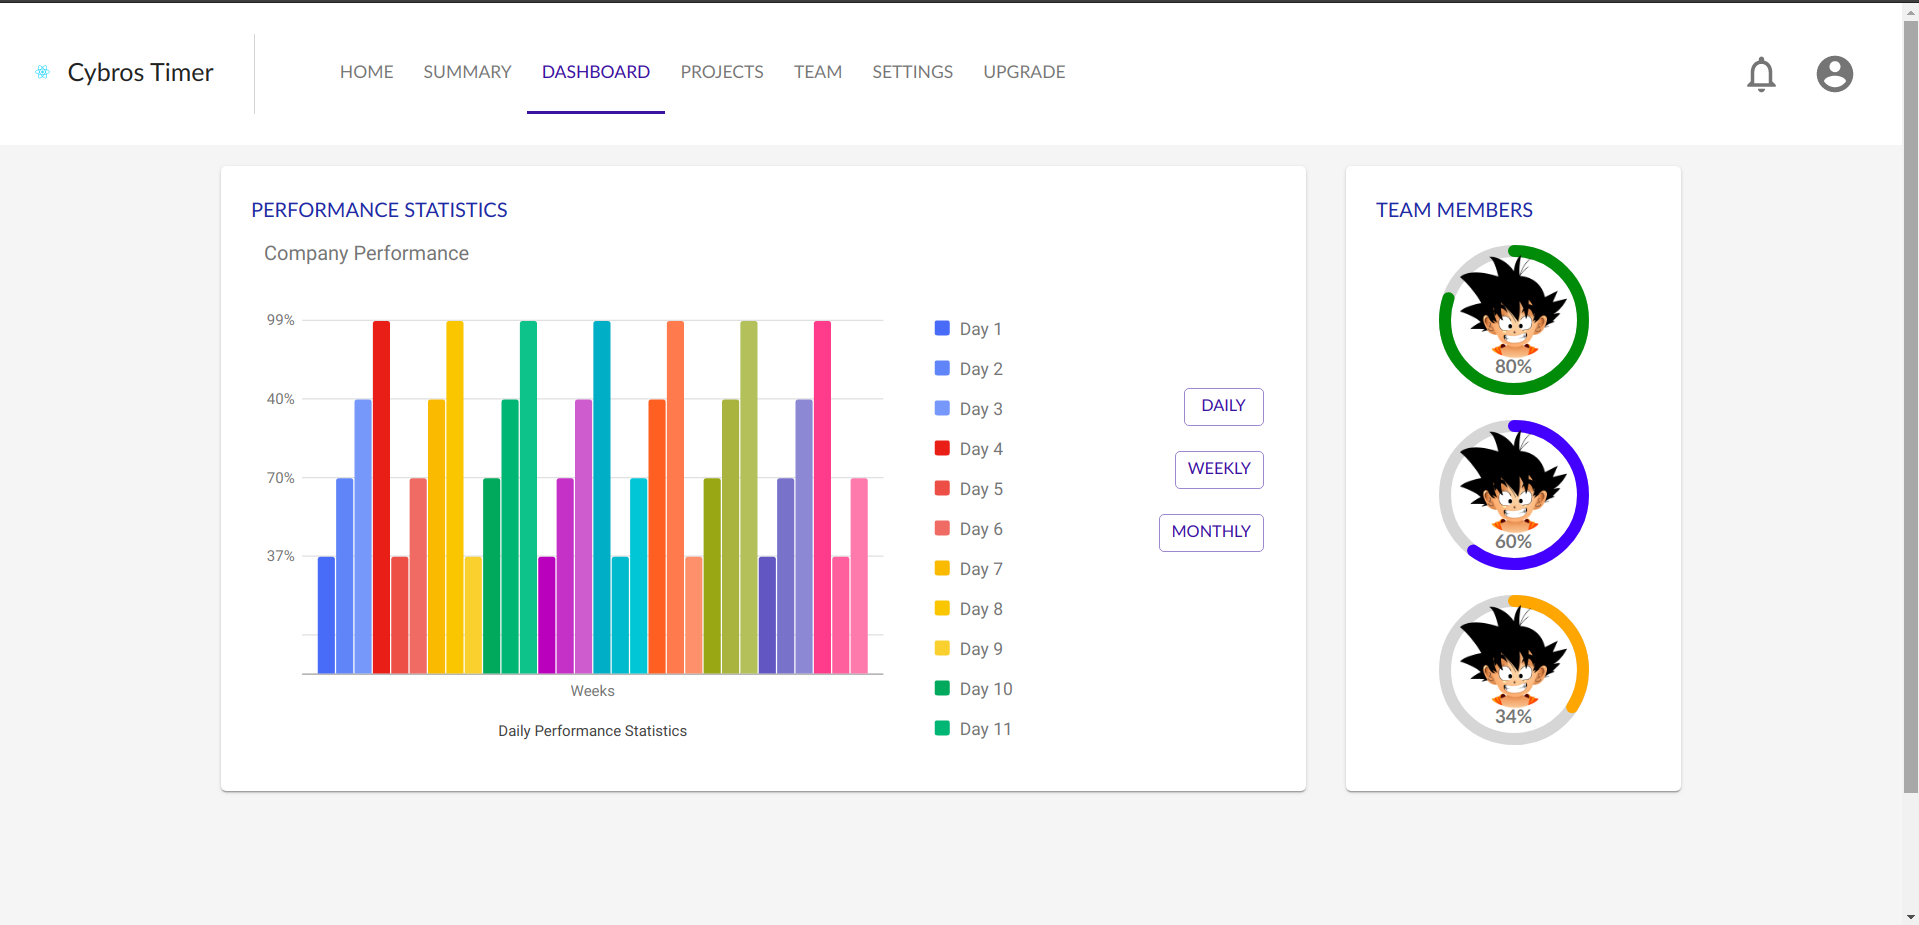 Cybros Timer
HOME SUMMARY DASHBOARD PROJECTS TEAM SETTINGS UPGRADE
PERFORMANCE STATISTICS
Company Performance
99%
40%
70%
37%
Weeks
Daily Performance Statistics
Day 1
Day 2
Day 3
Day 4
Day 5
Day 6
Day 7
Day 8
Day 9
Day 10
Day 11
DAILY
WEEKLY
MONTHLY
TEAM MEMBERS
80%
60%
34%